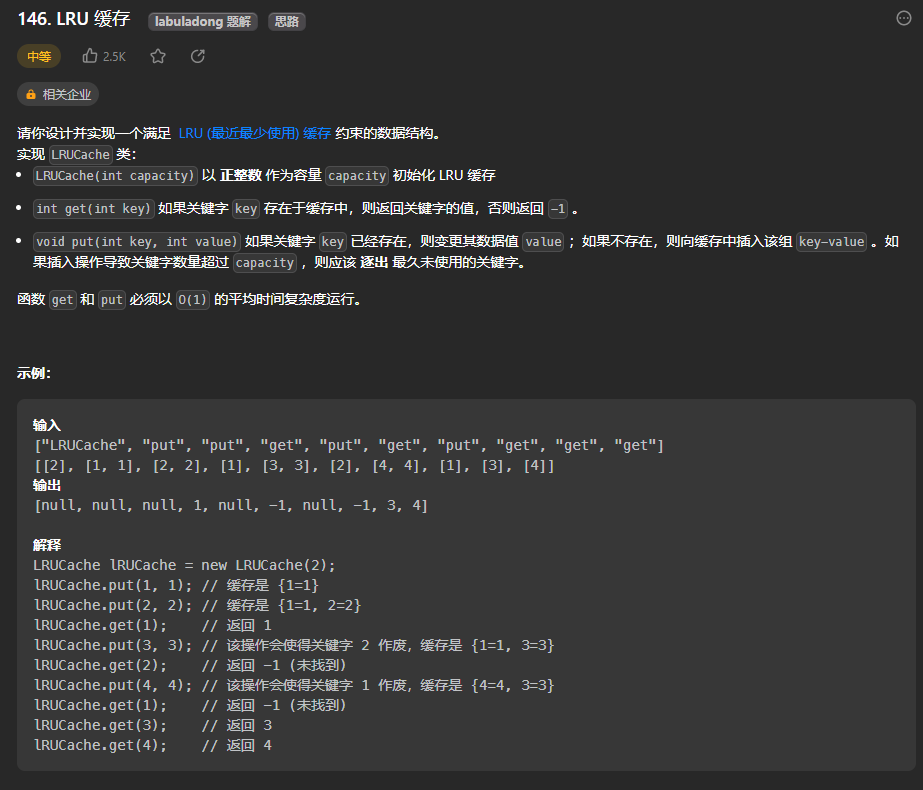 146. LRU 缓存 labuladong 题解 思路
中等 2.5K
相关企业
请你设计并实现一个满足 LRU (最近最少使用) 缓存 约束的数据结构。
实现 LRUCache 类：
• LRUCache(int capacity) 以 正整数 作为容量 capacity 初始化 LRU 缓存
• int get(int key) 如果关键字 key 存在于缓存中，则返回关键字的值，否则返回 -1 。
• void put(int key, int value) 如果关键字 key 已经存在，则变更其数据值 value ；如果不存在，则向缓存中插入该组 key-value 。如
果插入操作导致关键字数量超过 capacity ，则应该 逐出 最久未使用的关键字。
函数 get 和 put 必须以 O(1) 的平均时间复杂度运行。
示例：
输入
["LRUCache", "put", "put", "get", "put", "get", "put", "get", "get", "get"]
[[2], [1, 1], [2, 2], [1], [3, 3], [2], [4, 4], [1], [3], [4]]
输出
[null, null, null, 1, null, -1, null, -1, 3, 4]
解释
LRUCache lRUCache = new LRUCache(2);
lRUCache.put(1, 1); // 缓存是 {1=1}
lRUCache.put(2, 2); // 缓存是 {1=1, 2=2}
lRUCache.get(1);    // 返回 1
lRUCache.put(3, 3); // 该操作会使得关键字 2 作废，缓存是 {1=1, 3=3}
lRUCache.get(2);    // 返回 -1 (未找到)
lRUCache.put(4, 4); // 该操作会使得关键字 1 作废，缓存是 {4=4, 3=3}
lRUCache.get(1);    // 返回 -1 (未找到)
lRUCache.get(3);    // 返回 3
lRUCache.get(4);    // 返回 4